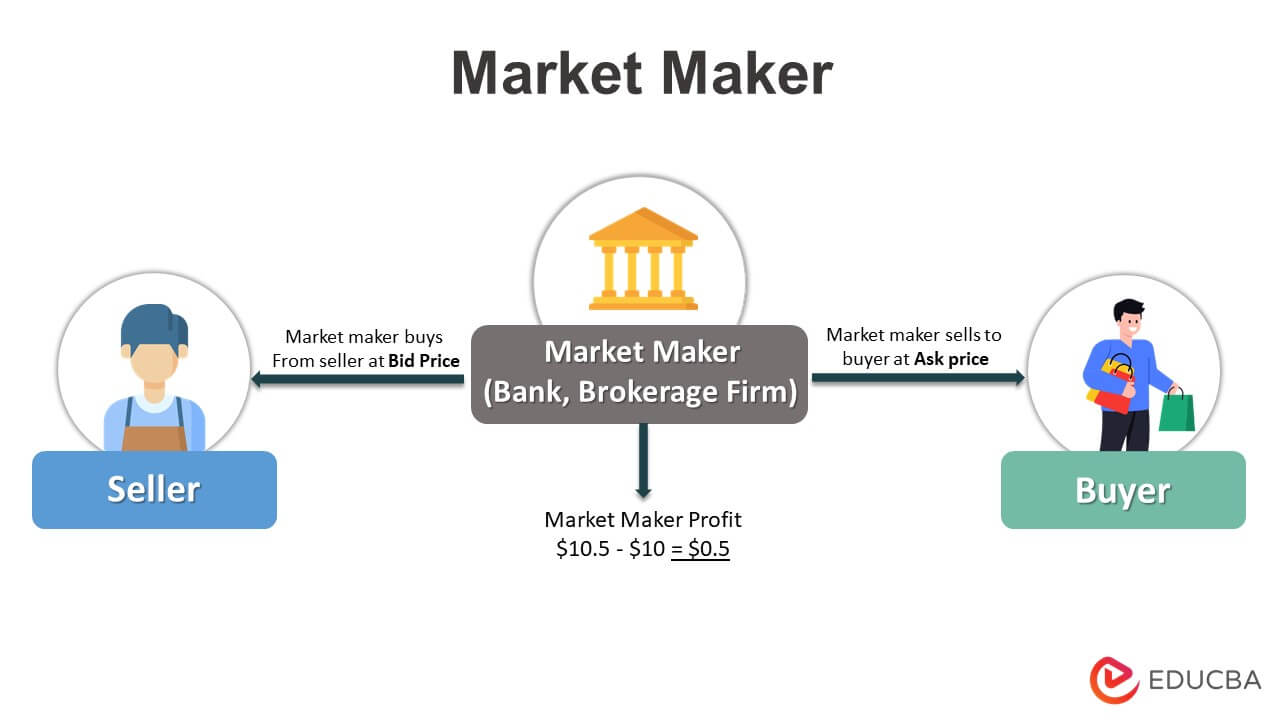 Market Maker
Market maker buys
From seller at Bid Price
Market Maker
(Bank, Brokerage Firm)
Market maker sells to
buyer at Ask price
Seller
Buyer
Market Maker Profit
$10.5 - $10 = $0.5
EDUCBA